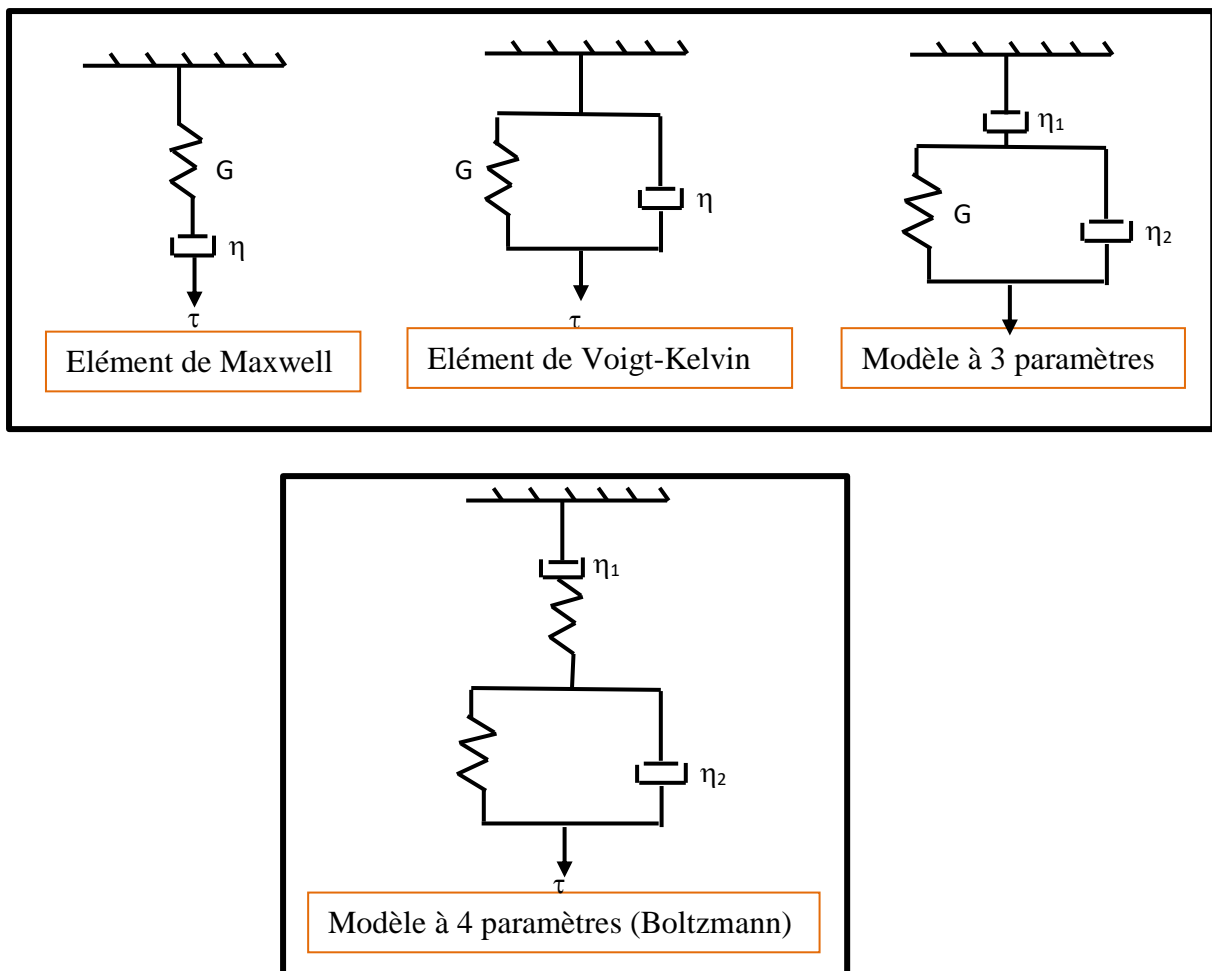 G
η
τ
Elément de Maxwell
G
η
τ
Elément de Voigt-Kelvin
η₁
G
η₂
Modèle à 3 paramètres
η₁
η₂
τ
Modèle à 4 paramètres (Boltzmann)